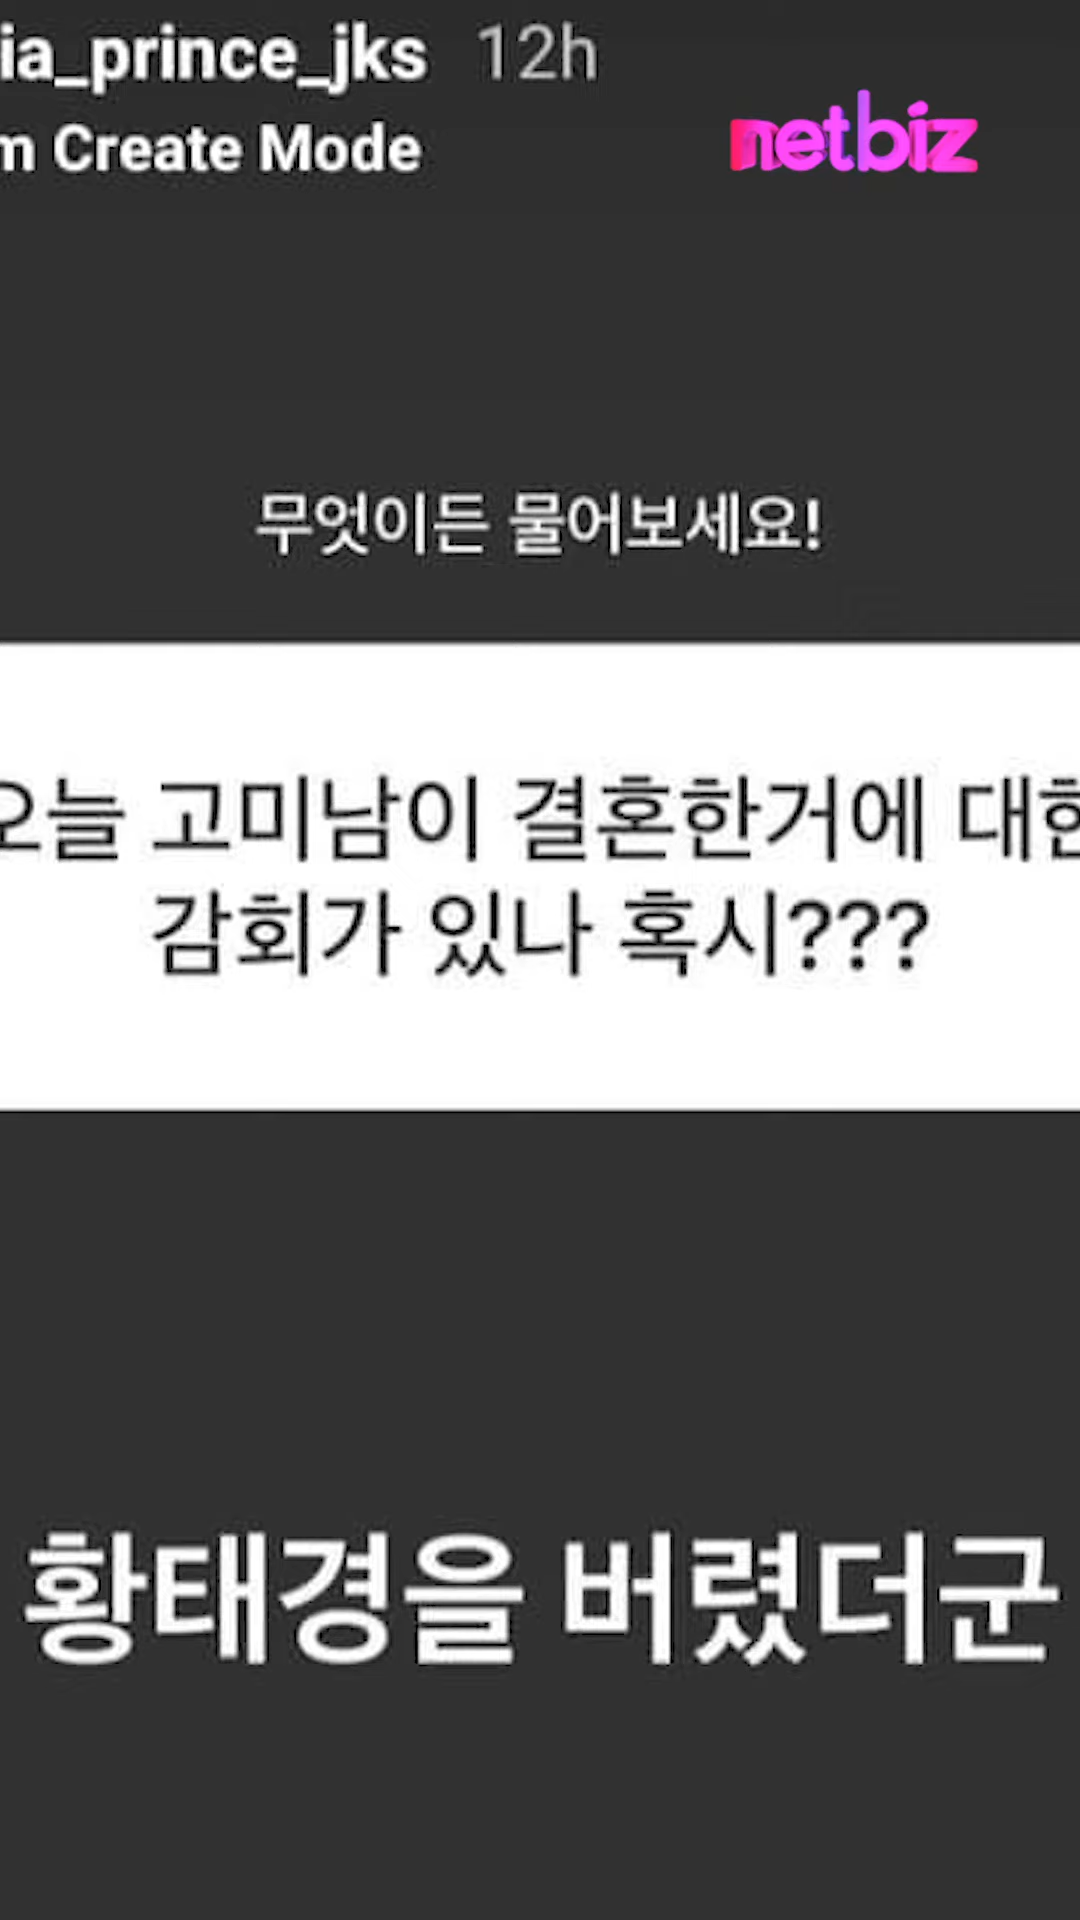 ia_prince_jks 12h
m Create Mode
netbiz
무엇이든 물어보세요!
오늘 고미남이 결혼한거에 대한
감회가 있나 혹시???
황태경을 버렸더군